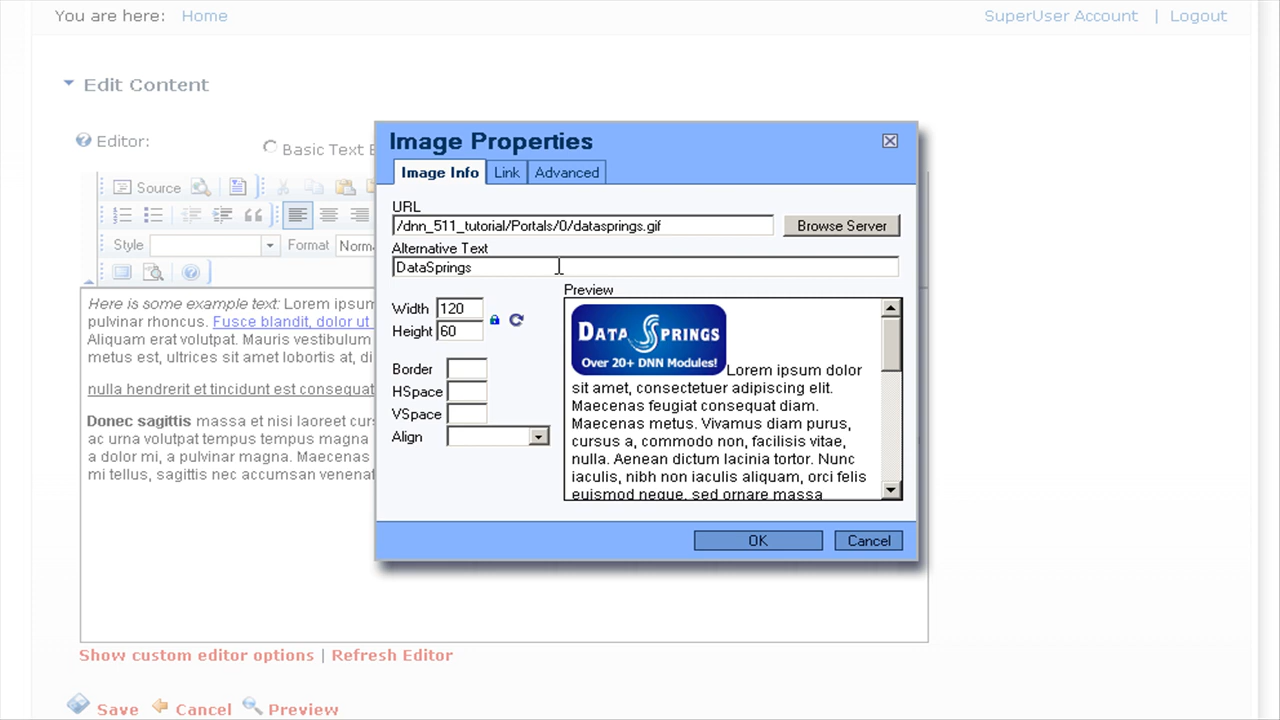 You are here: Home
SuperUser Account | Logout
Edit Content
Editor:
Basic Text E
Source
Style
Format Norma
Here is some example text: Lorem ipsum
pulvinar rhoncus. Fusce blandit, dolor ut
Aliquam erat volutpat. Mauris vestibulum
metus est, ultrices sit amet lobortis at, di
nulla hendrerit et tincidunt est consequat
Donec sagittis massa et nisi laoreet curs
ac urna volutpat tempus tempus magna
a dolor mi, a pulvinar magna. Maecenas
mi tellus, sagittis nec accumsan venenat
Show custom editor options | Refresh Editor
Save Cancel Preview
Image Properties
Image Info Link Advanced
URL
/dnn_511_tutorial/Portals/0/datasprings.gif
Browse Server
Alternative Text
DataSprings
Width 120
Height 60
Border
HSpace
VSpace
Align
Preview
DATA SPRINGS
Over 20+ DNN Modules!
Lorem ipsum dolor
sit amet, consectetuer adipiscing elit.
Maecenas feugiat consequat diam.
Maecenas metus. Vivamus diam purus,
cursus a, commodo non, facilisis vitae,
nulla. Aenean dictum lacinia tortor. Nunc
iaculis, nibh non iaculis aliquam, orci felis
euismod neque, sed ornare massa
OK Cancel